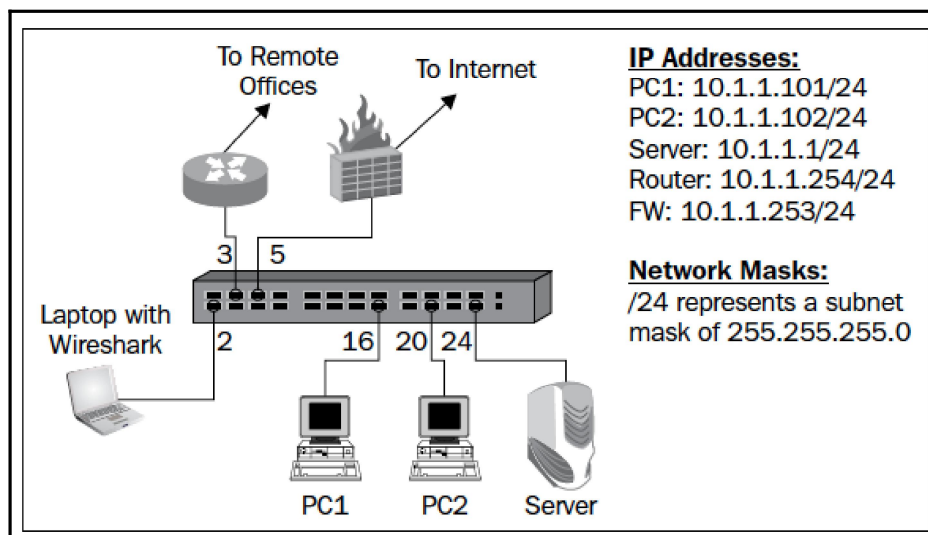 To Remote
Offices
To Internet
3
5
Laptop with
Wireshark
2
16
20
24
PC1
PC2
Server
IP Addresses:
PC1: 10.1.1.101/24
PC2: 10.1.1.102/24
Server: 10.1.1.1/24
Router: 10.1.1.254/24
FW: 10.1.1.253/24
Network Masks:
/24 represents a subnet
mask of 255.255.255.0